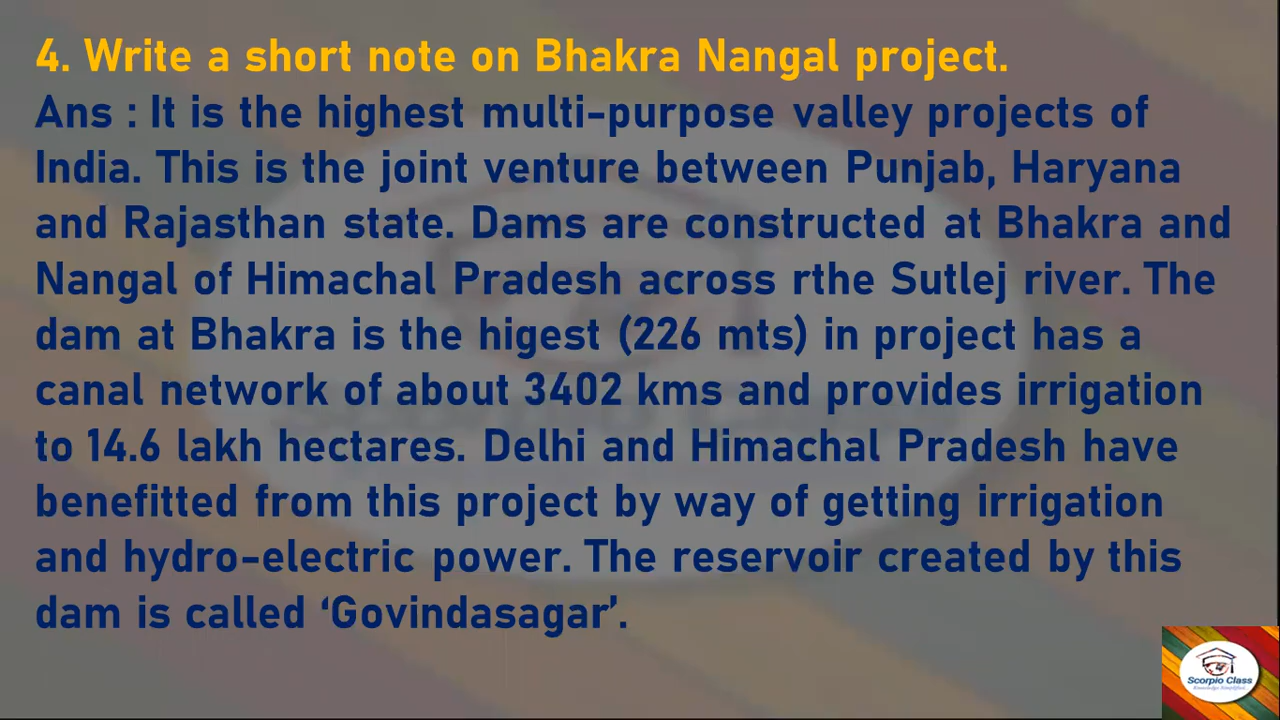 4. Write a short note on Bhakra Nangal project.
Ans : It is the highest multi-purpose valley projects of
India. This is the joint venture between Punjab, Haryana
and Rajasthan state. Dams are constructed at Bhakra and
Nangal of Himachal Pradesh across rthe Sutlej river. The
dam at Bhakra is the higest (226 mts) in project has a
canal network of about 3402 kms and provides irrigation
to 14.6 lakh hectares. Delhi and Himachal Pradesh have
benefitted from this project by way of getting irrigation
and hydro-electric power. The reservoir created by this
dam is called ‘Govindasagar’.
Scorpio Class
Knowledge Simplified